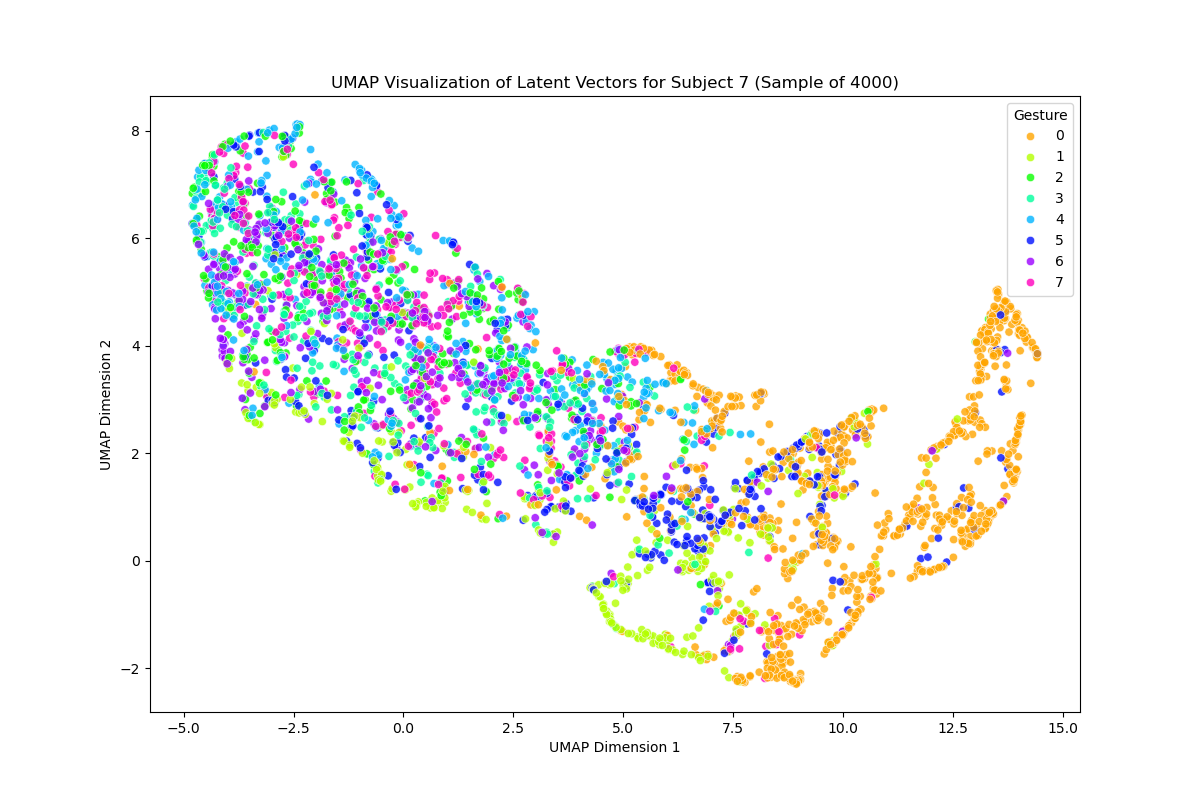 UMAP Visualization of Latent Vectors for Subject 7 (Sample of 4000)
Gesture
0
1
2
3
4
5
6
7
8
6
4
2
0
−2
UMAP Dimension 2
−5.0 −2.5 0.0 2.5 5.0 7.5 10.0 12.5 15.0
UMAP Dimension 1